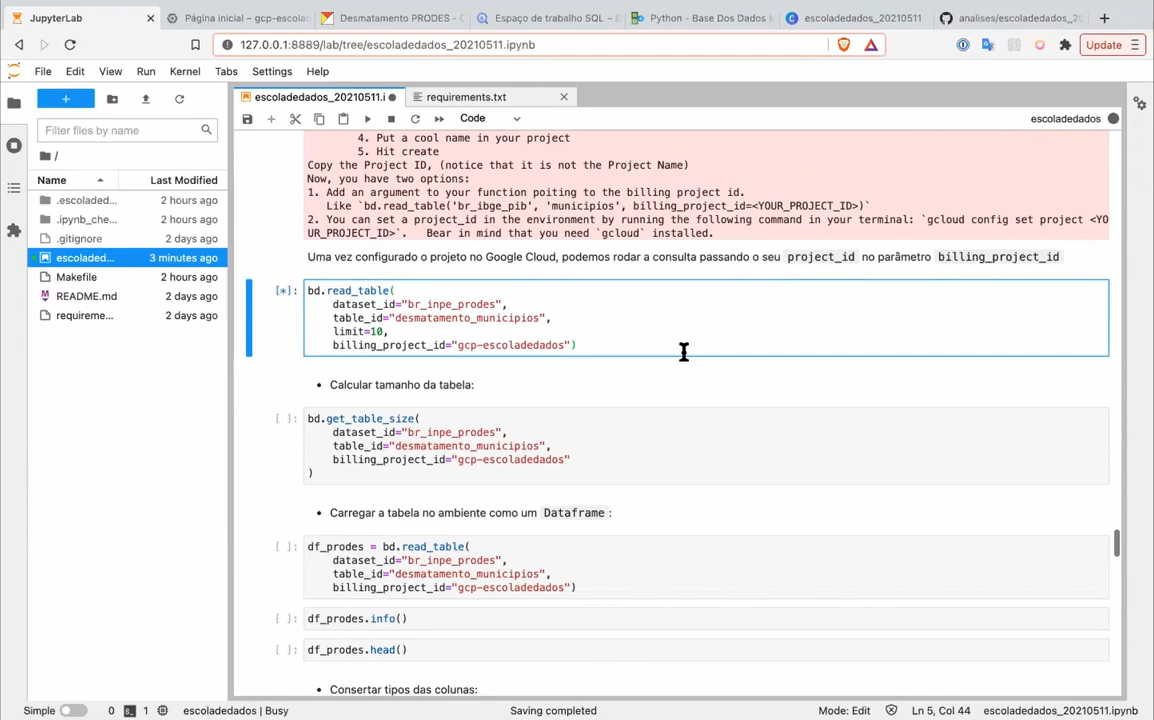 JupyterLab
Página inicial – gcp-escola
Desmatamento PRODES - G
Espaço de trabalho SQL – B
Python - Base Dos Dados M
escoladedados_20210511
analises/escoladedados_20
127.0.0.1:8889/lab/tree/escoladedados_20210511.ipynb
Update
File Edit View Run Kernel Tabs Settings Help
escoladedados_20210511.i
requirements.txt
Code
escoladedados
Filter files by name
/
Name Last Modified
.escoladed... 2 hours ago
.ipynb_che... 2 hours ago
.gitignore 2 days ago
escoladed... 3 minutes ago
Makefile 2 hours ago
README.md 2 days ago
requireme... 2 days ago
4. Put a cool name in your project
5. Hit create
Copy the Project ID, (notice that it is not the Project Name)
Now, you have two options:
1. Add an argument to your function poiting to the billing project id.
Like `bd.read_table('br_ibge_pib', 'municipios', billing_project_id=<YOUR_PROJECT_ID>)`
2. You can set a project_id in the environment by running the following command in your terminal: `gcloud config set project <YO
UR_PROJECT_ID>`. Bear in mind that you need `gcloud` installed.
Uma vez configurado o projeto no Google Cloud, podemos rodar a consulta passando o seu project_id no parâmetro billing_project_id
[*]: bd.read_table(
dataset_id="br_inpe_prodes",
table_id="desmatamento_municipios",
limit=10,
billing_project_id="gcp-escoladedados")
• Calcular tamanho da tabela:
[ ]: bd.get_table_size(
dataset_id="br_inpe_prodes",
table_id="desmatamento_municipios",
billing_project_id="gcp-escoladedados"
)
• Carregar a tabela no ambiente como um Dataframe:
[ ]: df_prodes = bd.read_table(
dataset_id="br_inpe_prodes",
table_id="desmatamento_municipios",
billing_project_id="gcp-escoladedados")
[ ]: df_prodes.info()
[ ]: df_prodes.head()
• Consertar tipos das colunas:
Simple 0 1 escoladedados | Busy Saving completed Mode: Edit Ln 5, Col 44 escoladedados_20210511.ipynb